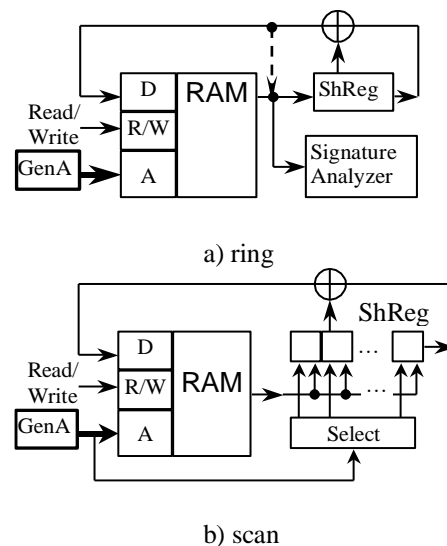 D
RAM
ShReg
Read/
Write
R/W
GenA
A
Signature
Analyzer
a) ring
ShReg
D
... 
Read/
Write
R/W
RAM
...
GenA
A
Select
b) scan